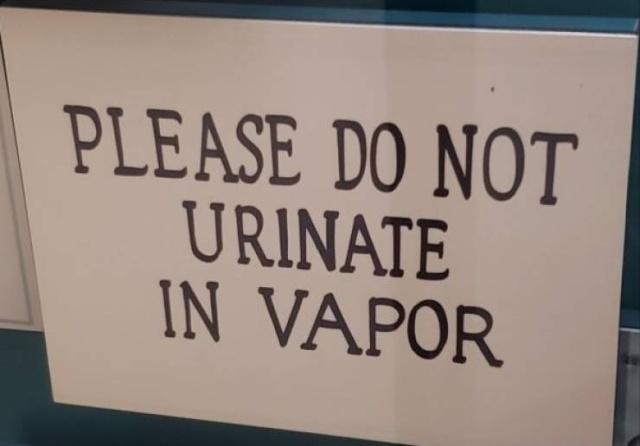 PLEASE DO NOT
URINATE
IN VAPOR